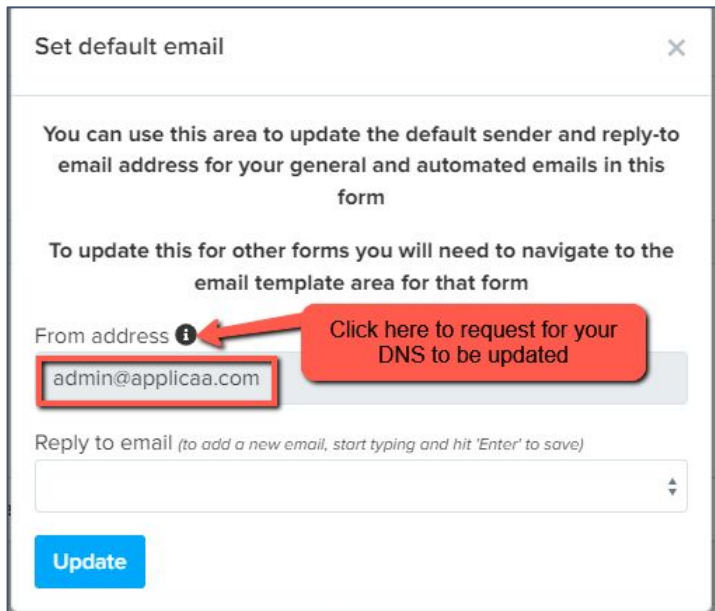 Set default email ×
You can use this area to update the default sender and reply-to
email address for your general and automated emails in this
form
To update this for other forms you will need to navigate to the
email template area for that form
From address
Click here to request for your
DNS to be updated
admin@applicaa.com
Reply to email (to add a new email, start typing and hit 'Enter' to save)
Update